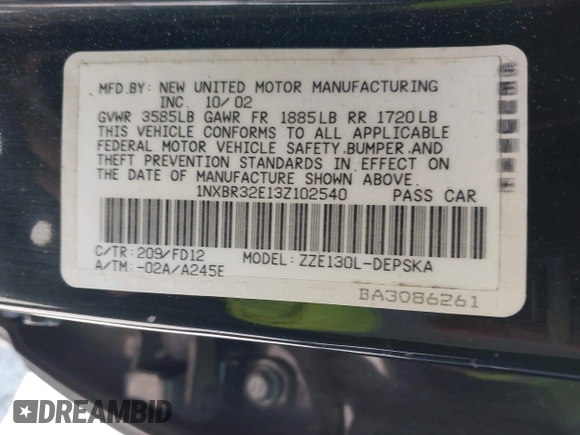 MFD.BY: NEW UNITED MOTOR MANUFACTURING
INC. 10/02
GVWR 3585LB GAWR FR 1885LB RR 1720LB
THIS VEHICLE CONFORMS TO ALL APPLICABLE
FEDERAL MOTOR VEHICLE SAFETY,BUMPER,AND
THEFT PREVENTION STANDARDS IN EFFECT ON
THE DATE OF MANUFACTURE SHOWN ABOVE.
1NXBR32E13Z102540 PASS CAR
C/TR: 209/FD12 MODEL: ZZE130L-DEPSKA
A/TM: -02A/A245E
BA3086261
DREAMBID